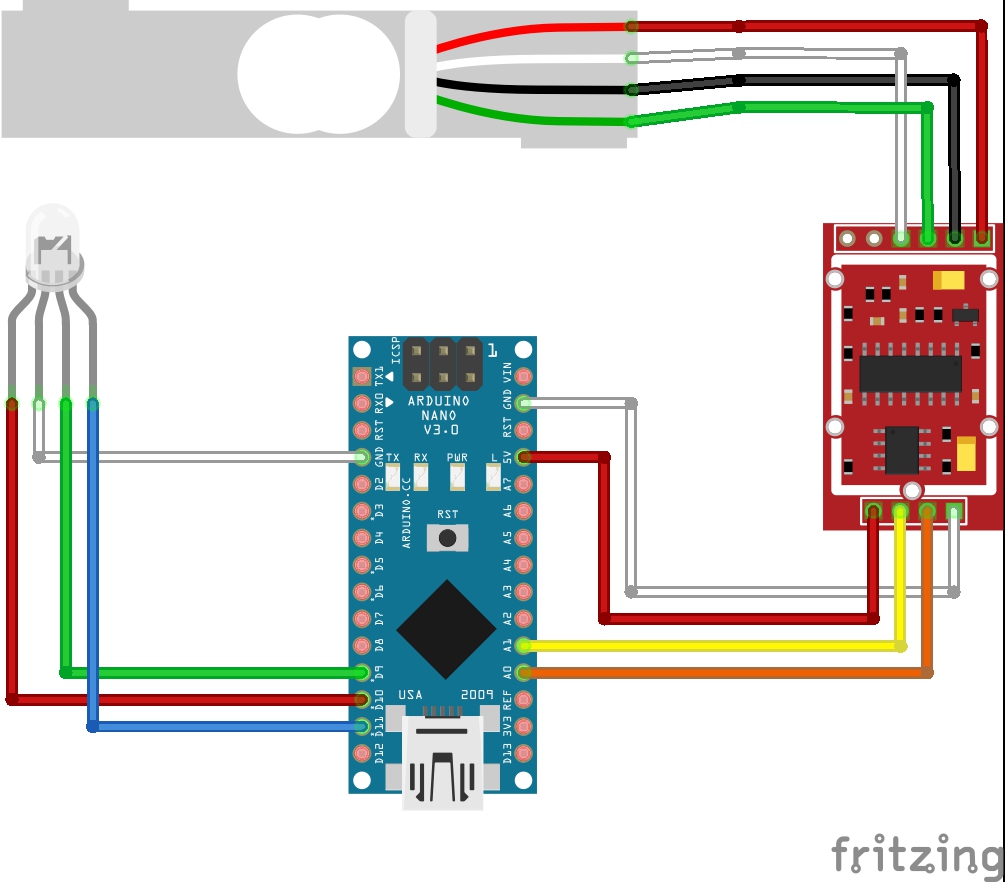 ICSP
1
TX1
RX0
RST
GND
D2
D3
D4
D5
D6
D7
D8
D9
D10
D11
D12
ARDUINO
NANO
V3.0
TX
RX
PWR
L
ARDUINO.CC
RST
USA
2009
VIN
GND
RST
5V
A7
A6
A5
A4
A3
A2
A1
A0
REF
3V3
D13
fritzing